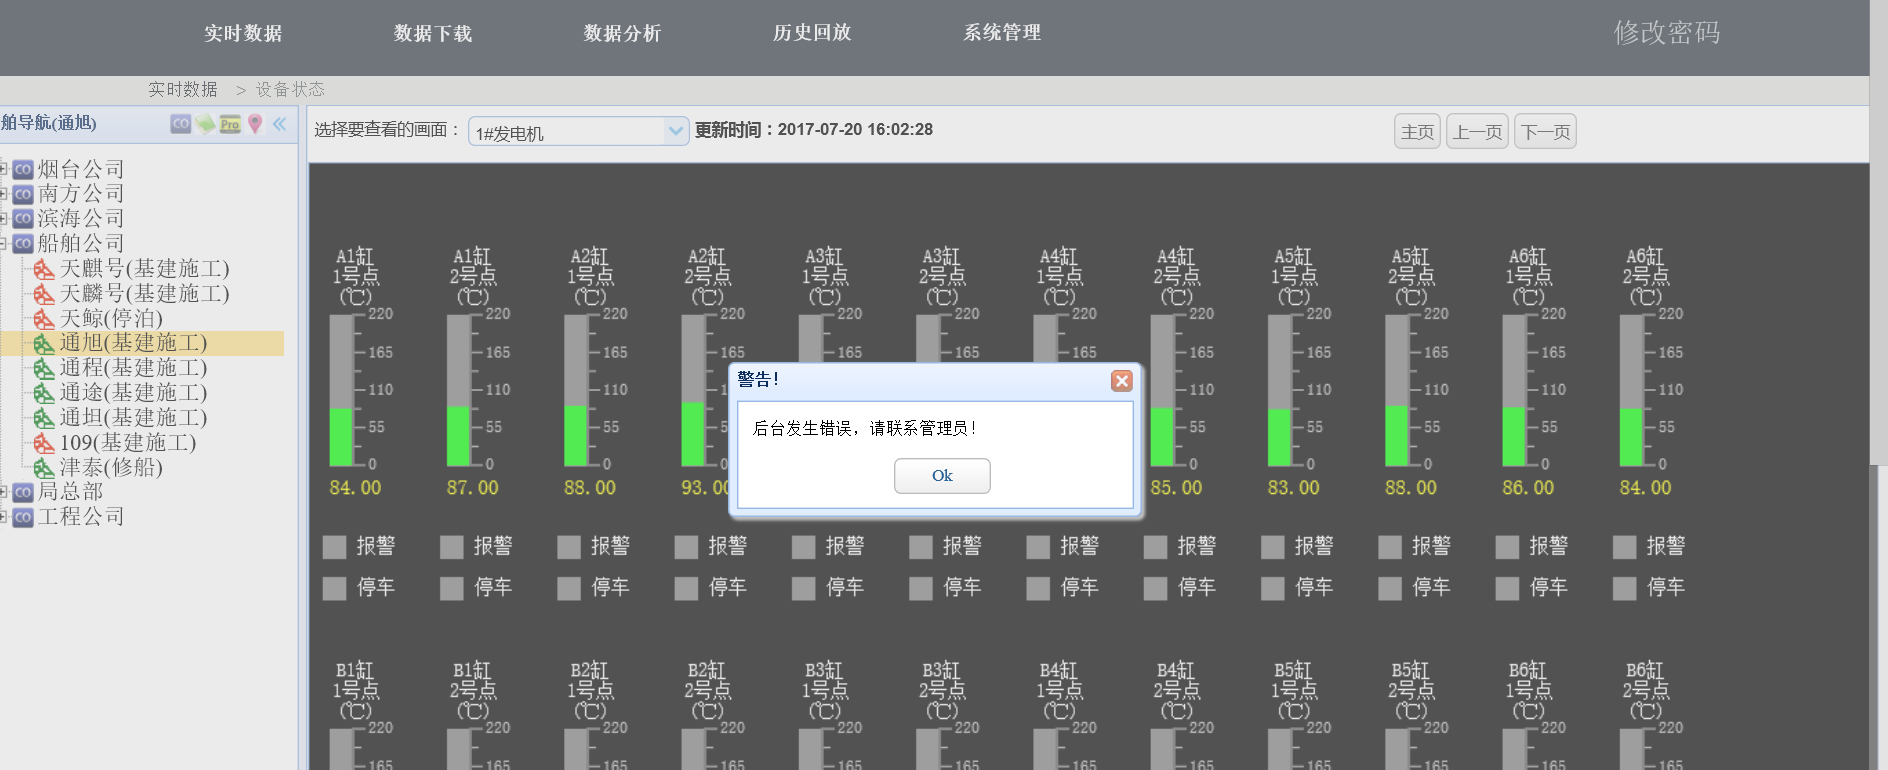 实时数据 数据下载 数据分析 历史回放 系统管理 修改密码
实时数据 > 设备状态
舶导航(通旭) CO Pro
选择要查看的画面： 1#发电机 更新时间：2017-07-20 16:02:28 主页 上一页 下一页
CO 烟台公司
CO 南方公司
CO 滨海公司
CO 船舶公司
天麒号(基建施工)
天麟号(基建施工)
天鲸(停泊)
通旭(基建施工)
通程(基建施工)
通途(基建施工)
通坦(基建施工)
109(基建施工)
津泰(修船)
CO 局总部
CO 工程公司
A1缸 A1缸 A2缸 A2缸 A3缸 A3缸 A4缸 A4缸 A5缸 A5缸 A6缸 A6缸
1号点 2号点 1号点 2号点 1号点 2号点 1号点 2号点 1号点 2号点 1号点 2号点
(℃) (℃) (℃) (℃) (℃) (℃) (℃) (℃) (℃) (℃) (℃) (℃)
220 220 220 220 220 220 220 220 220 220 220 220
165 165 165 165 165 165 165 165 165 165 165 165
110 110 110 110 110 110 110 110
55 55 55 55 55 55 55 55
0 0 0 0 0 0 0 0
84.00 87.00 88.00 93.0 85.00 83.00 88.00 86.00 84.00
警告!
后台发生错误，请联系管理员!
Ok
报警 报警 报警 报警 报警 报警 报警 报警 报警 报警 报警 报警
停车 停车 停车 停车 停车 停车 停车 停车 停车 停车 停车 停车
B1缸 B1缸 B2缸 B2缸 B3缸 B3缸 B4缸 B4缸 B5缸 B5缸 B6缸 B6缸
1号点 2号点 1号点 2号点 1号点 2号点 1号点 2号点 1号点 2号点 1号点 2号点
(℃) (℃) (℃) (℃) (℃) (℃) (℃) (℃) (℃) (℃) (℃) (℃)
220 220 220 220 220 220 220 220 220 220 220 220
165 165 165 165 165 165 165 165 165 165 165 165